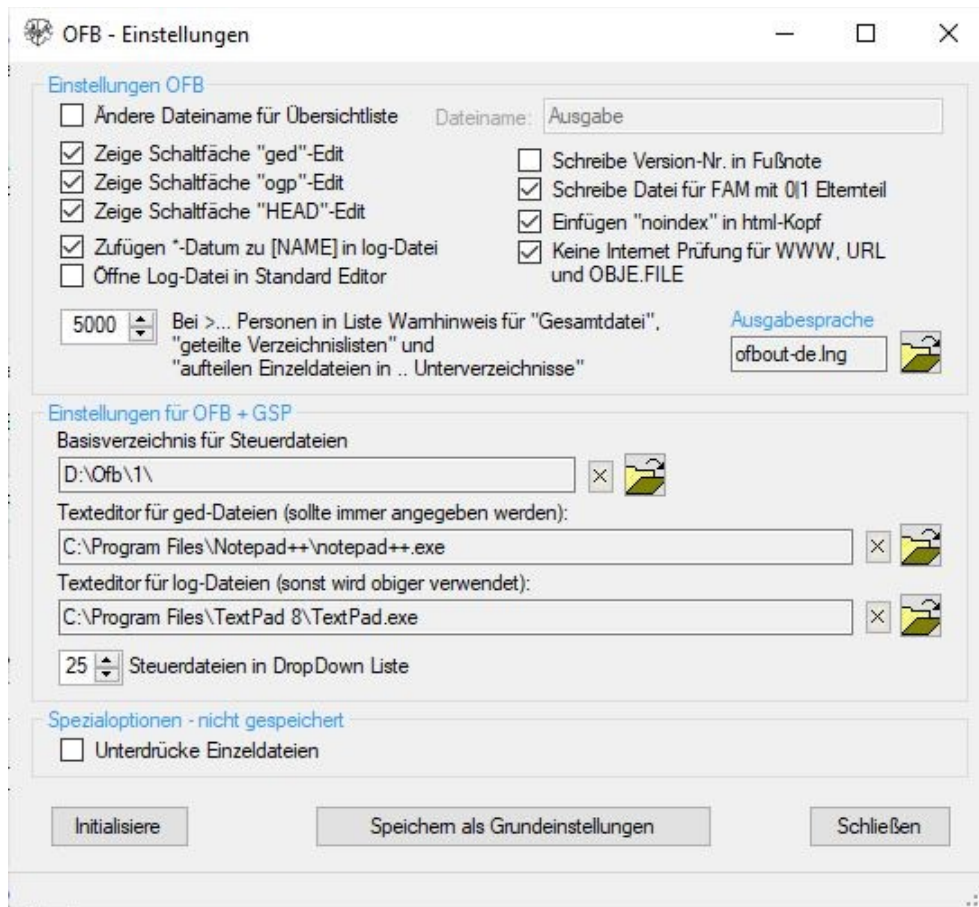 OFB - Einstellungen
Einstellungen OFB
Ändere Dateiname für Übersichtliste
Dateiname: Ausgabe
Zeige Schaltfäche "ged"-Edit
Zeige Schaltfäche "ogp"-Edit
Zeige Schaltfäche "HEAD"-Edit
Zufügen *-Datum zu [NAME] in log-Datei
Öffne Log-Datei in Standard Editor
Schreibe Version-Nr. in Fußnote
Schreibe Datei für FAM mit 0|1 Elternteil
Einfügen "noindex" in html-Kopf
Keine Internet Prüfung für WWW, URL
und OBJE.FILE
5000
Bei >... Personen in Liste Warnhinweis für "Gesamtdatei",
"geteilte Verzeichnislisten" und
"aufteilen Einzeldateien in .. Unterverzeichnisse"
Ausgabesprache
ofbout-de.lng
Einstellungen für OFB + GSP
Basisverzeichnis für Steuerdateien
D:\Ofb\1\
Texteditor für ged-Dateien (sollte immer angegeben werden):
C:\Program Files\Notepad++\notepad++.exe
Texteditor für log-Dateien (sonst wird obiger verwendet):
C:\Program Files\TextPad 8\TextPad.exe
25 Steuerdateien in DropDown Liste
Spezialoptionen - nicht gespeichert
Unterdrücke Einzeldateien
Initialisiere
Speichern als Grundeinstellungen
Schließen